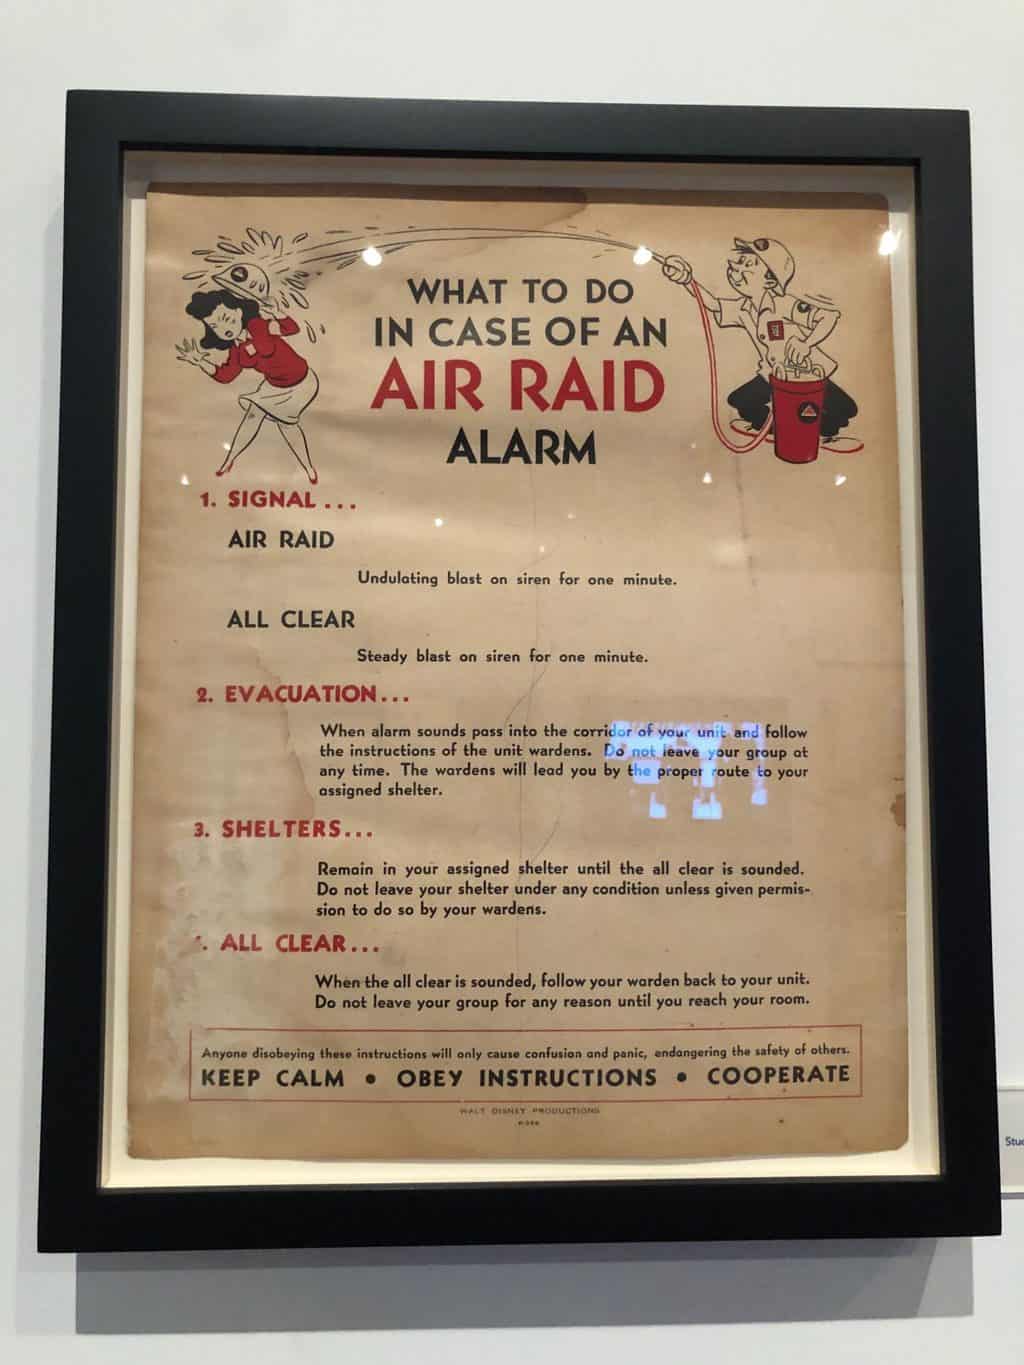 WHAT TO DO
IN CASE OF AN
AIR RAID
ALARM
1. SIGNAL...
AIR RAID
Undulating blast on siren for one minute.
ALL CLEAR
Steady blast on siren for one minute.
2. EVACUATION...
When alarm sounds pass into the corridor of your unit and follow
the instructions of the unit wardens. Do not leave your group at
any time. The wardens will lead you by the proper route to your
assigned shelter.
3. SHELTERS...
Remain in your assigned shelter until the all clear is sounded.
Do not leave your shelter under any condition unless given permis-
sion to do so by your wardens.
. ALL CLEAR...
When the all clear is sounded, follow your warden back to your unit.
Do not leave your group for any reason until you reach your room.
Anyone disobeying these instructions will only cause confusion and panic, endangering the safety of others.
KEEP CALM • OBEY INSTRUCTIONS • COOPERATE
WALT DISNEY PRODUCTIONS